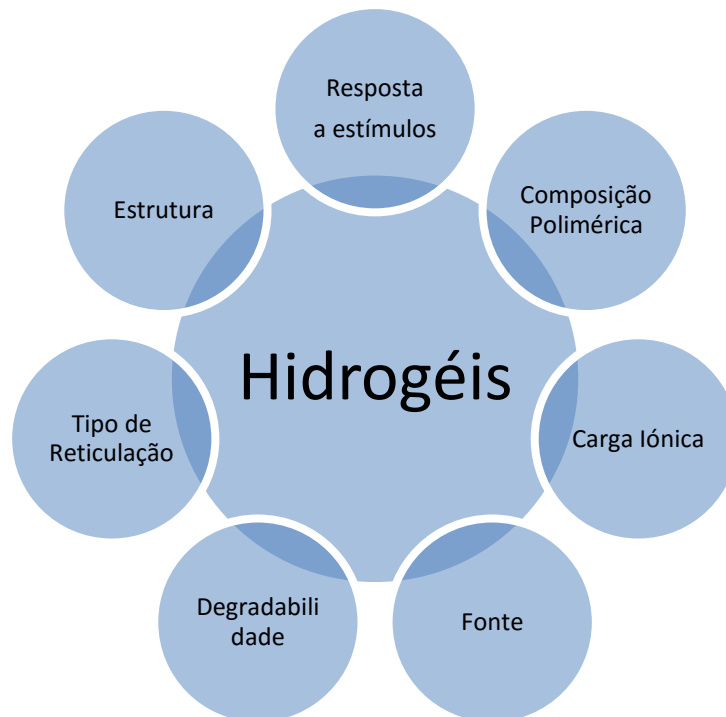 Resposta
a estímulos
Composição
Polimérica
Estrutura
Hidrogéis
Tipo de
Reticulação
Carga Iónica
Degradabili
dade
Fonte